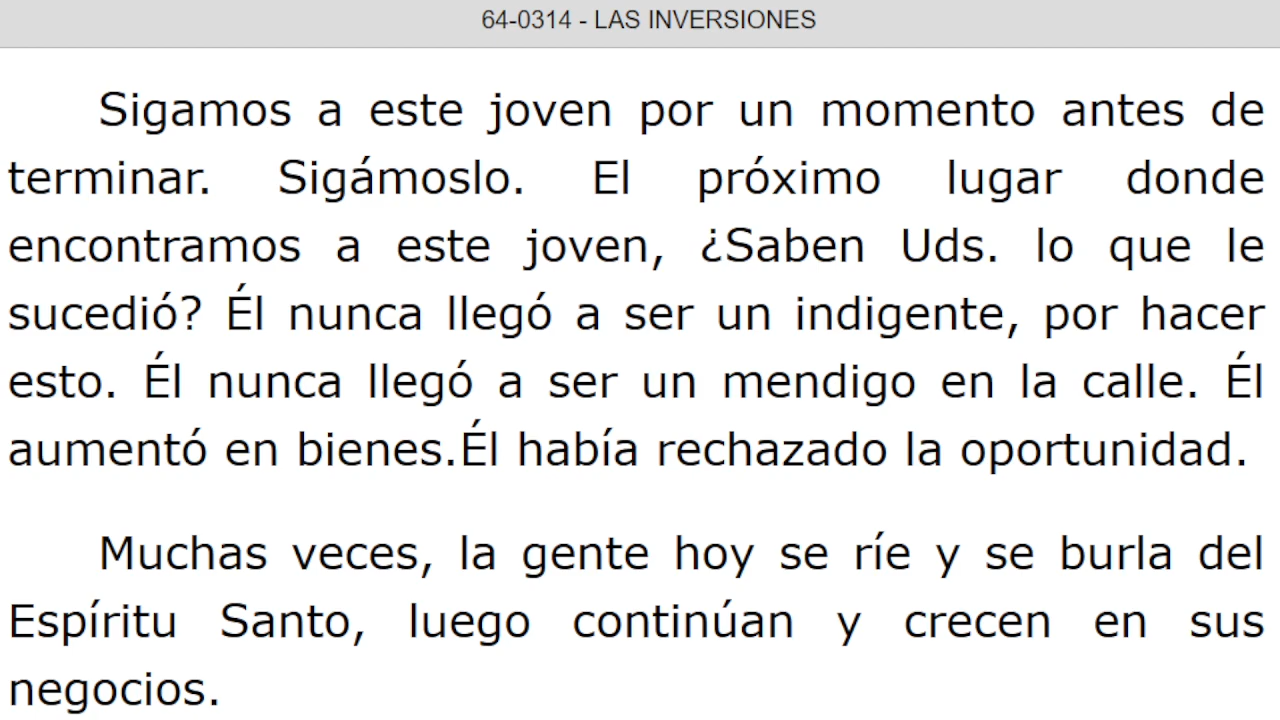 64-0314 - LAS INVERSIONES
Sigamos a este joven por un momento antes de
terminar. Sigámoslo. El próximo lugar donde
encontramos a este joven, ¿Saben Uds. lo que le
sucedió? Él nunca llegó a ser un indigente, por hacer
esto. Él nunca llegó a ser un mendigo en la calle. Él
aumentó en bienes.Él había rechazado la oportunidad.
Muchas veces, la gente hoy se ríe y se burla del
Espíritu Santo, luego continúan y crecen en sus
negocios.